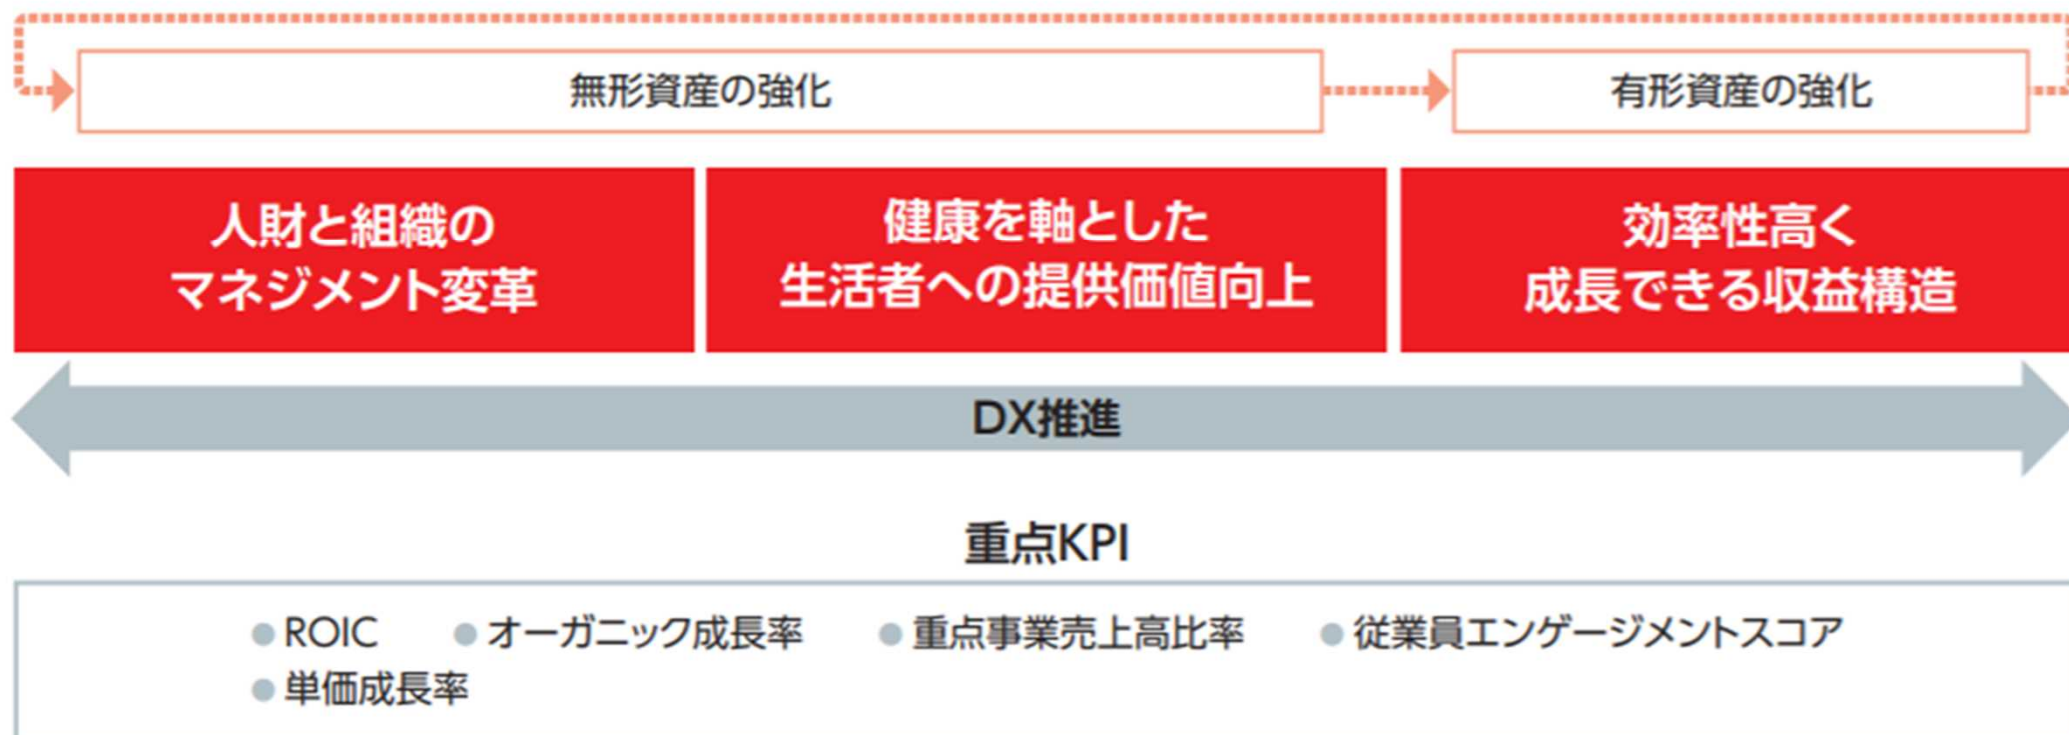 無形資産の強化
有形資産の強化
人財と組織の
マネジメント変革
健康を軸とした
生活者への提供価値向上
効率性高く
成長できる収益構造
DX推進
重点KPI
●ROIC ●オーガニック成長率 ●重点事業売上高比率 ●従業員エンゲージメントスコア
●単価成長率